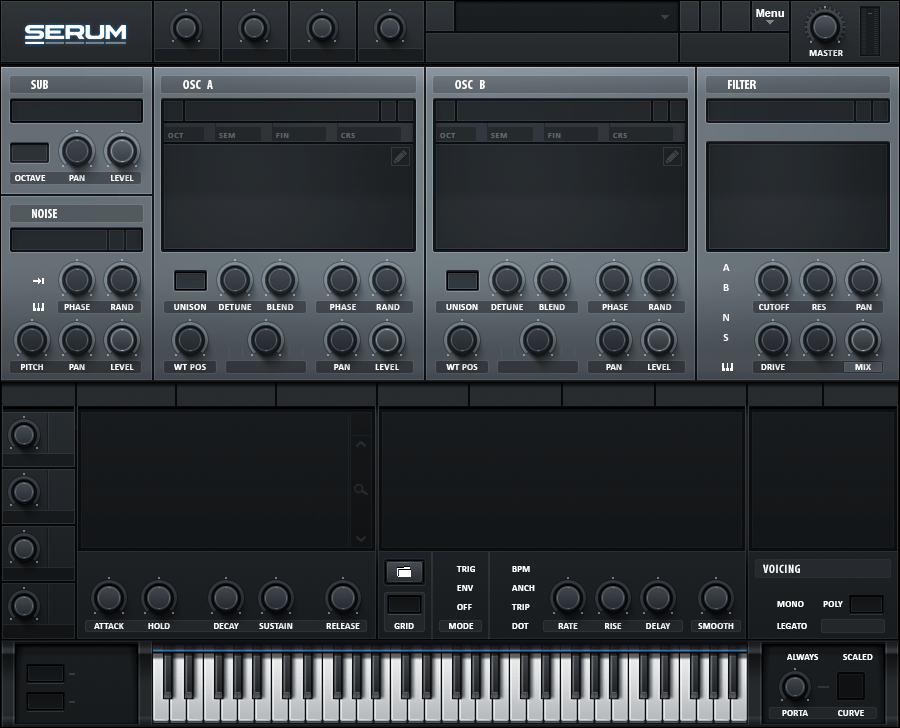 SERUM
Menu
MASTER
SUB
OSC A
OSC B
FILTER
OCT SEM FIN CRS
OCT SEM FIN CRS
OCTAVE PAN LEVEL
NOISE
PHASE RAND
PITCH PAN LEVEL
UNISON DETUNE BLEND PHASE RAND
WT POS PAN LEVEL
UNISON DETUNE BLEND PHASE RAND
WT POS PAN LEVEL
A
B
N
S
CUTOFF RES PAN
DRIVE MIX
ATTACK HOLD DECAY SUSTAIN RELEASE
GRID
TRIG
ENV
OFF
MODE
BPM
ANCH
TRIP
DOT
RATE RISE DELAY SMOOTH
VOICING
MONO POLY
LEGATO
ALWAYS SCALED
PORTA CURVE